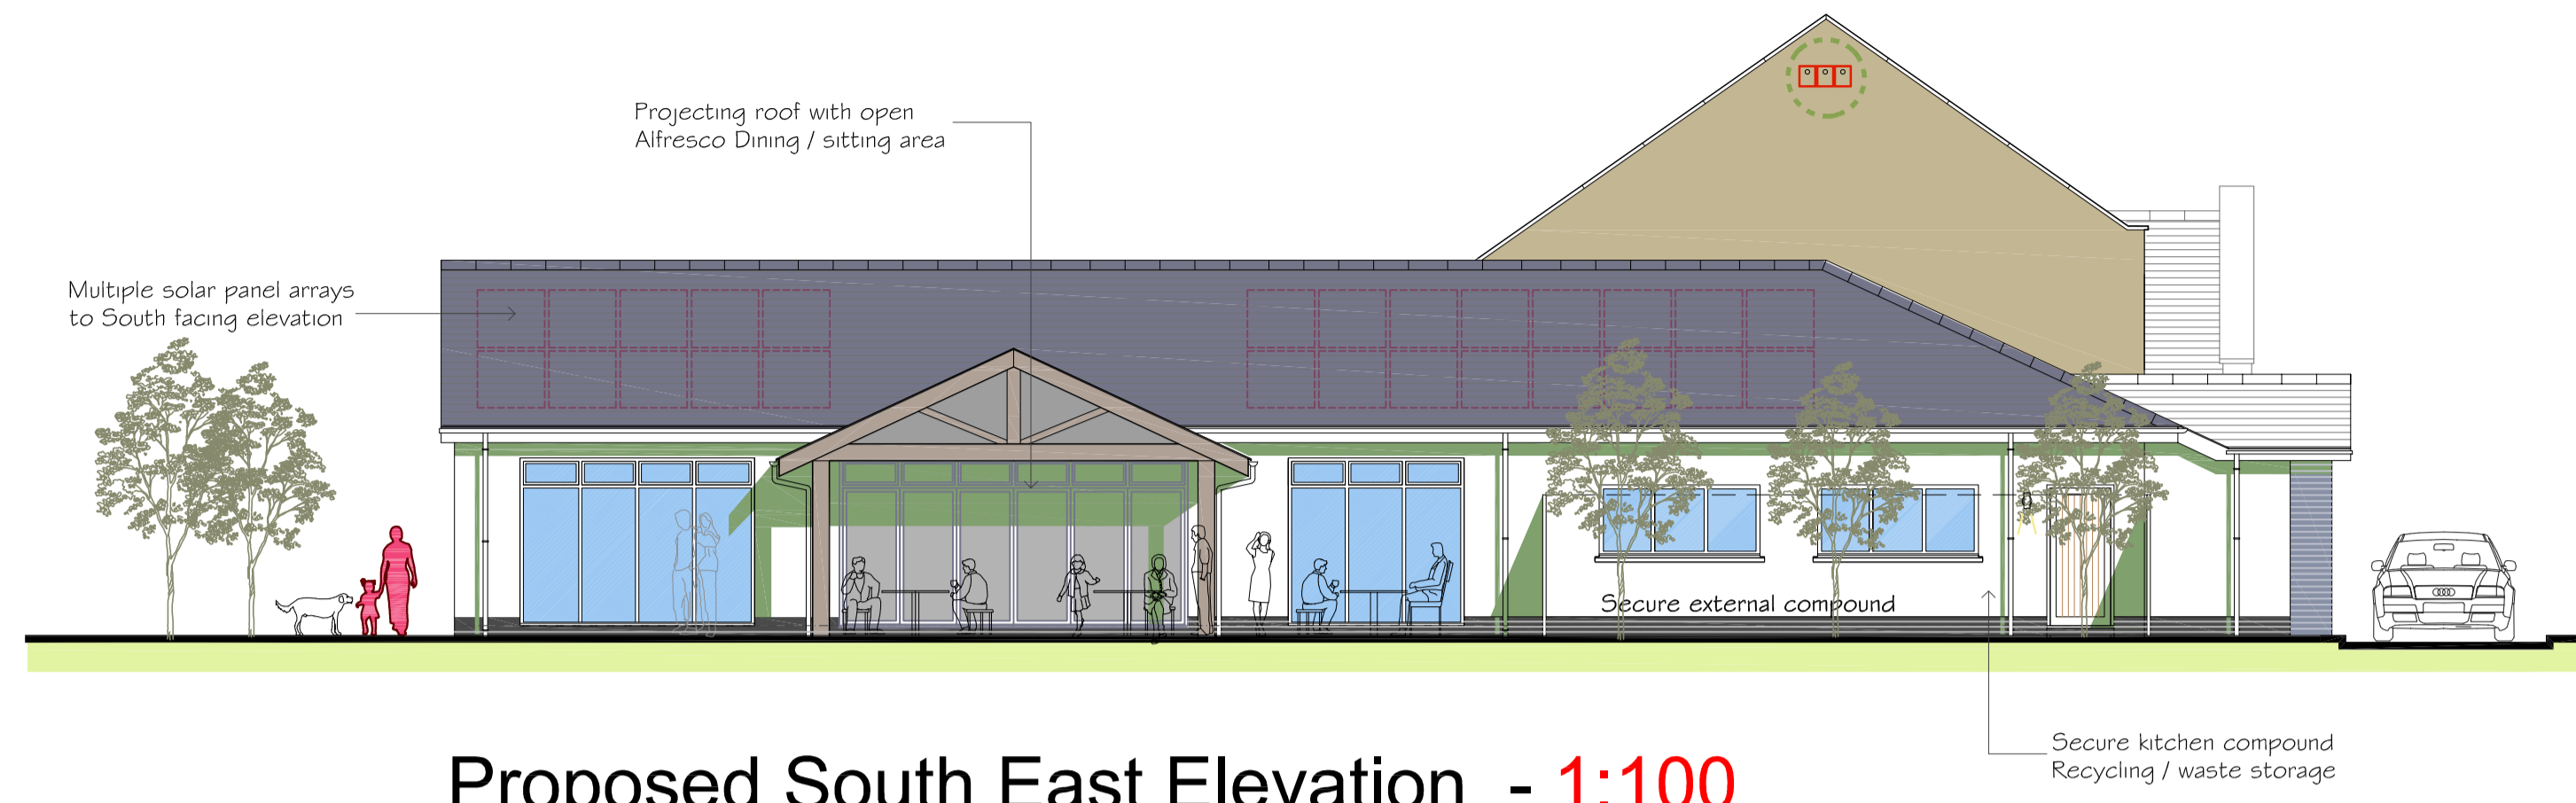 Projecting roof with open
Alfresco Dining / sitting area
Multiple solar panel arrays
to South facing elevation
Secure external compound
Secure kitchen compound
Recycling / waste storage
Proposed South East Elevation - 1:100